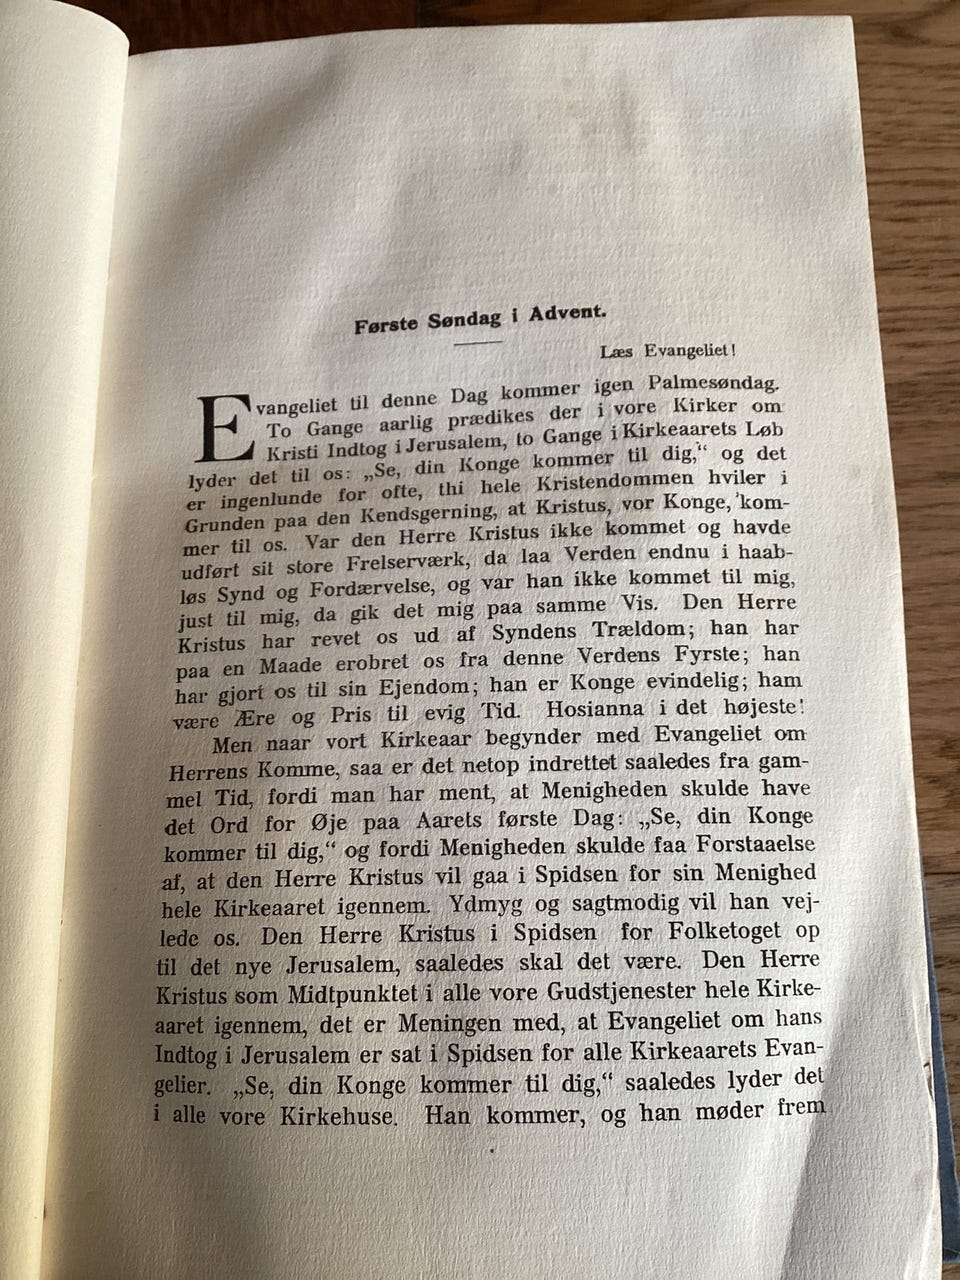 Første Søndag i Advent.
Læs Evangeliet!
Evangeliet til denne Dag kommer igen Palmesøndag.
To Gange aarlig prædikes der i vore Kirker om
Kristi Indtog i Jerusalem, to Gange i Kirkeaarets Løb
lyder det til os: „Se, din Konge kommer til dig,“ og det
er ingenlunde for ofte, thi hele Kristendommen hviler i
Grunden paa den Kendsgerning, at Kristus, vor Konge, kom-
mer til os. Var den Herre Kristus ikke kommet og havde
udført sit store Frelserværk, da laa Verden endnu i haab-
løs Synd og Fordærvelse, og var han ikke kommet til mig,
just til mig, da gik det mig paa samme Vis. Den Herre
Kristus har revet os ud af Syndens Trældom; han har
paa en Maade erobret os fra denne Verdens Fyrste; han
har gjort os til sin Ejendom; han er Konge evindelig; ham
være Ære og Pris til evig Tid. Hosianna i det højeste!
Men naar vort Kirkeaar begynder med Evangeliet om
Herrens Komme, saa er det netop indrettet saaledes fra gam-
mel Tid, fordi man har ment, at Menigheden skulde have
det Ord for Øje paa Aarets første Dag: „Se, din Konge
kommer til dig,“ og fordi Menigheden skulde faa Forstaaelse
af, at den Herre Kristus vil gaa i Spidsen for sin Menighed
hele Kirkeaaret igennem. Ydmyg og sagtmodig vil han vej-
lede os. Den Herre Kristus i Spidsen for Folketoget op
til det nye Jerusalem, saaledes skal det være. Den Herre
Kristus som Midtpunktet i alle vore Gudstjenester hele Kirke-
aaret igennem, det er Meningen med, at Evangeliet om hans
Indtog i Jerusalem er sat i Spidsen for alle Kirkeaarets Evan-
gelier. „Se, din Konge kommer til dig,“ saaledes lyder det
i alle vore Kirkehuse. Han kommer, og han møder frem